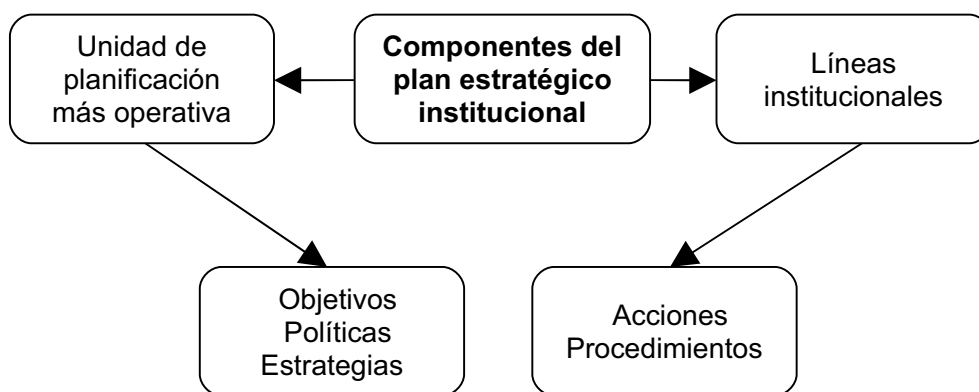 Unidad de
planificación
más operativa
Componentes del
plan estratégico
institucional
Líneas
institucionales
Objetivos
Políticas
Estrategias
Acciones
Procedimientos